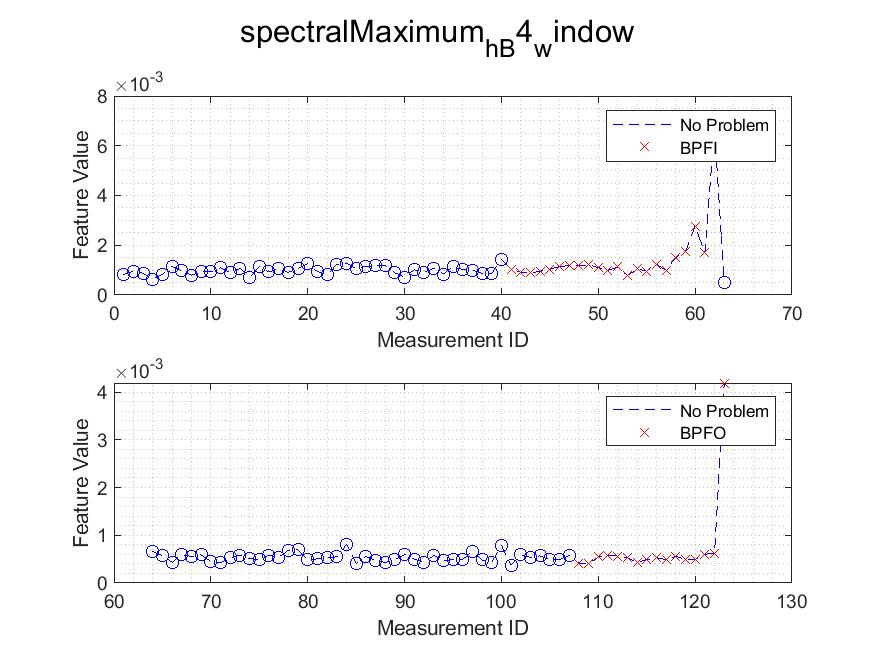 spectralMaximum_hB4_window
×10^-3
8
6
4
2
0
Feature Value
No Problem
BPFI
0 10 20 30 40 50 60 70
Measurement ID
×10^-3
4
3
2
1
0
Feature Value
No Problem
BPFO
60 70 80 90 100 110 120 130
Measurement ID